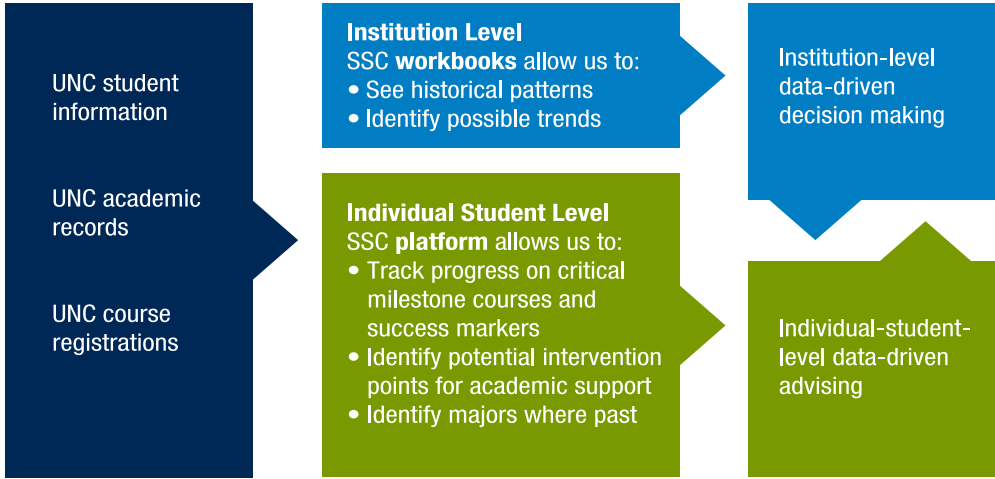 UNC student
information
UNC academic
records
UNC course
registrations
Institution Level
SSC workbooks allow us to:
• See historical patterns
• Identify possible trends
Individual Student Level
SSC platform allows us to:
• Track progress on critical
milestone courses and
success markers
• Identify potential intervention
points for academic support
• Identify majors where past
Institution-level
data-driven
decision making
Individual-student-
level data-driven
advising